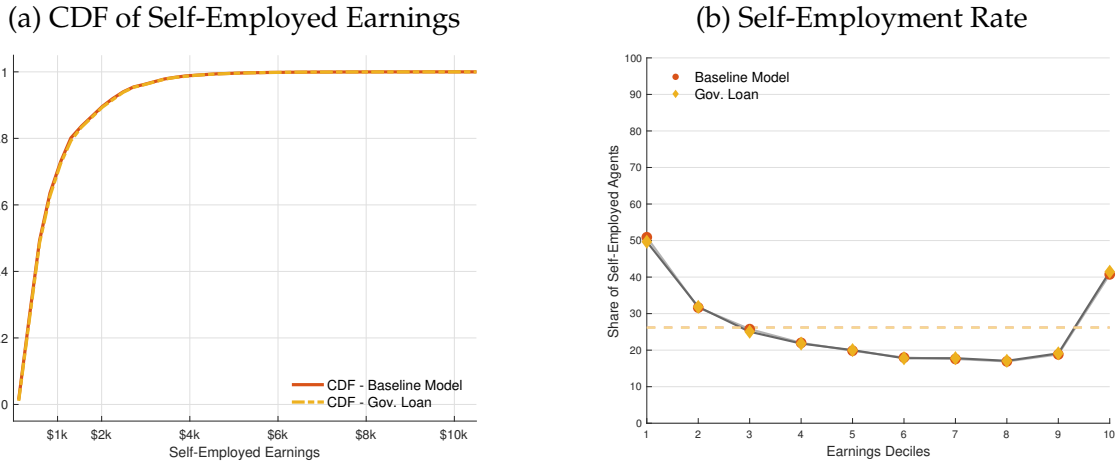 (a) CDF of Self-Employed Earnings
1
.8
.6
.4
.2
0
CDF - Baseline Model
CDF - Gov. Loan
$1k $2k $4k $6k $8k $10k
Self-Employed Earnings
(b) Self-Employment Rate
Share of Self-Employed Agents
100
90
80
70
60
50
40
30
20
10
0
Baseline Model
Gov. Loan
1 2 3 4 5 6 7 8 9 10
Earnings Deciles